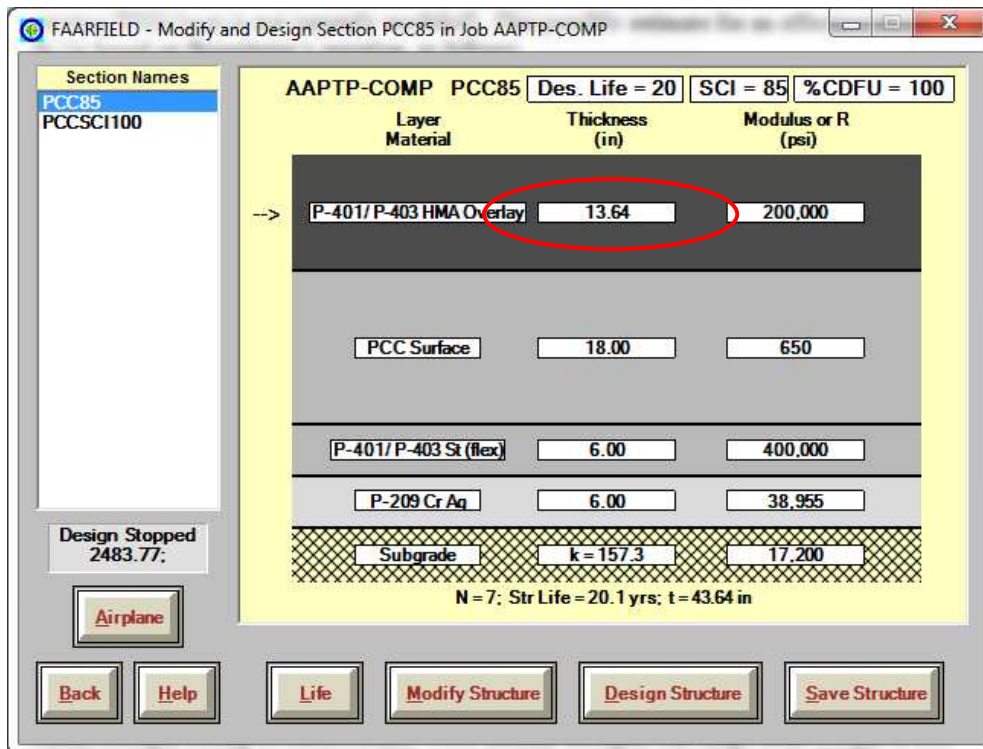 FAARFIELD - Modify and Design Section PCC85 in Job AAPTP-COMP
Section Names
PCC85
PCCSCI100
AAPTP-COMP PCC85 Des. Life = 20 SCI = 85 %CDFU = 100
Layer Thickness Modulus or R
Material (in) (psi)
--> P-401/ P-403 HMA Overlay 13.64 200,000
PCC Surface 18.00 650
P-401/ P-403 St (flex) 6.00 400,000
P-209 Cr Ag 6.00 38,955
Subgrade k = 157.3 17,200
N = 7; Str Life = 20.1 yrs; t = 43.64 in
Design Stopped
2483.77;
Airplane
Back Help Life Modify Structure Design Structure Save Structure